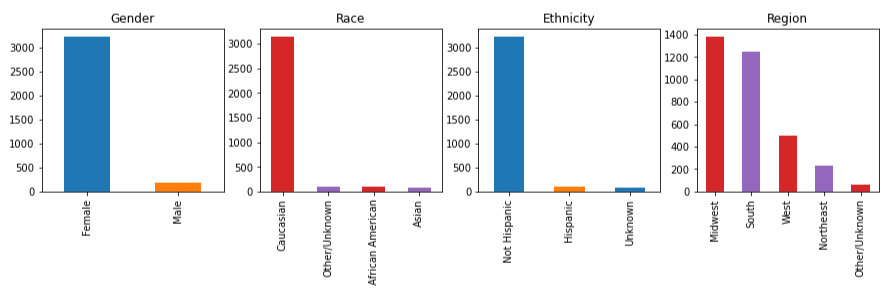 Gender
3000
2500
2000
1500
1000
500
0
Female
Male
Race
3000
2500
2000
1500
1000
500
0
Caucasian
Other/Unknown
African American
Asian
Ethnicity
3000
2500
2000
1500
1000
500
0
Not Hispanic
Hispanic
Unknown
Region
1400
1200
1000
800
600
400
200
0
Midwest
South
West
Northeast
Other/Unknown